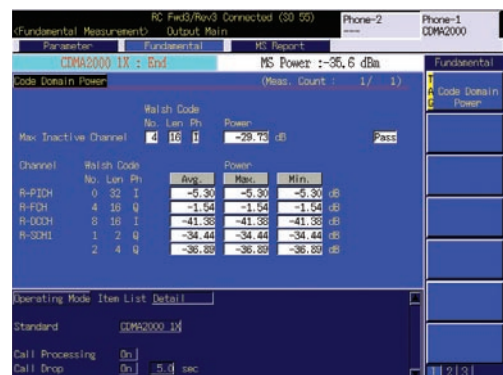 RC Fwd3/Rev3 Connected (SO 55)
<Fundamental Measurement> Output Main
Phone-2
----
Phone-1
CDMA2000
Parameter Fundamental MS Report
Fundamental
CDMA2000 1X : End MS Power :-35.6 dBm
Code Domain Power (Meas. Count : 1/ 1)
TAG
Code Domain Power
Walsh Code
No. Len Ph Power
Max Inactive Channel 4 16 I -29.73 dB Pass
Channel Walsh Code Power
No. Len Ph Avg. Max. Min.
R-PICH 0 32 I -5.30 -5.30 -5.30 dB
R-FCH 4 16 Q -1.54 -1.54 -1.54 dB
R-DCCH 8 16 I -41.38 -41.38 -41.38 dB
R-SCH1 1 2 Q -34.44 -34.44 -34.44 dB
2 4 Q -36.89 -36.89 -36.89 dB
Operating Mode Item List Detail
Standard CDMA2000 1X
Call Processing On
Call Drop On 5.0 sec
1 2 3